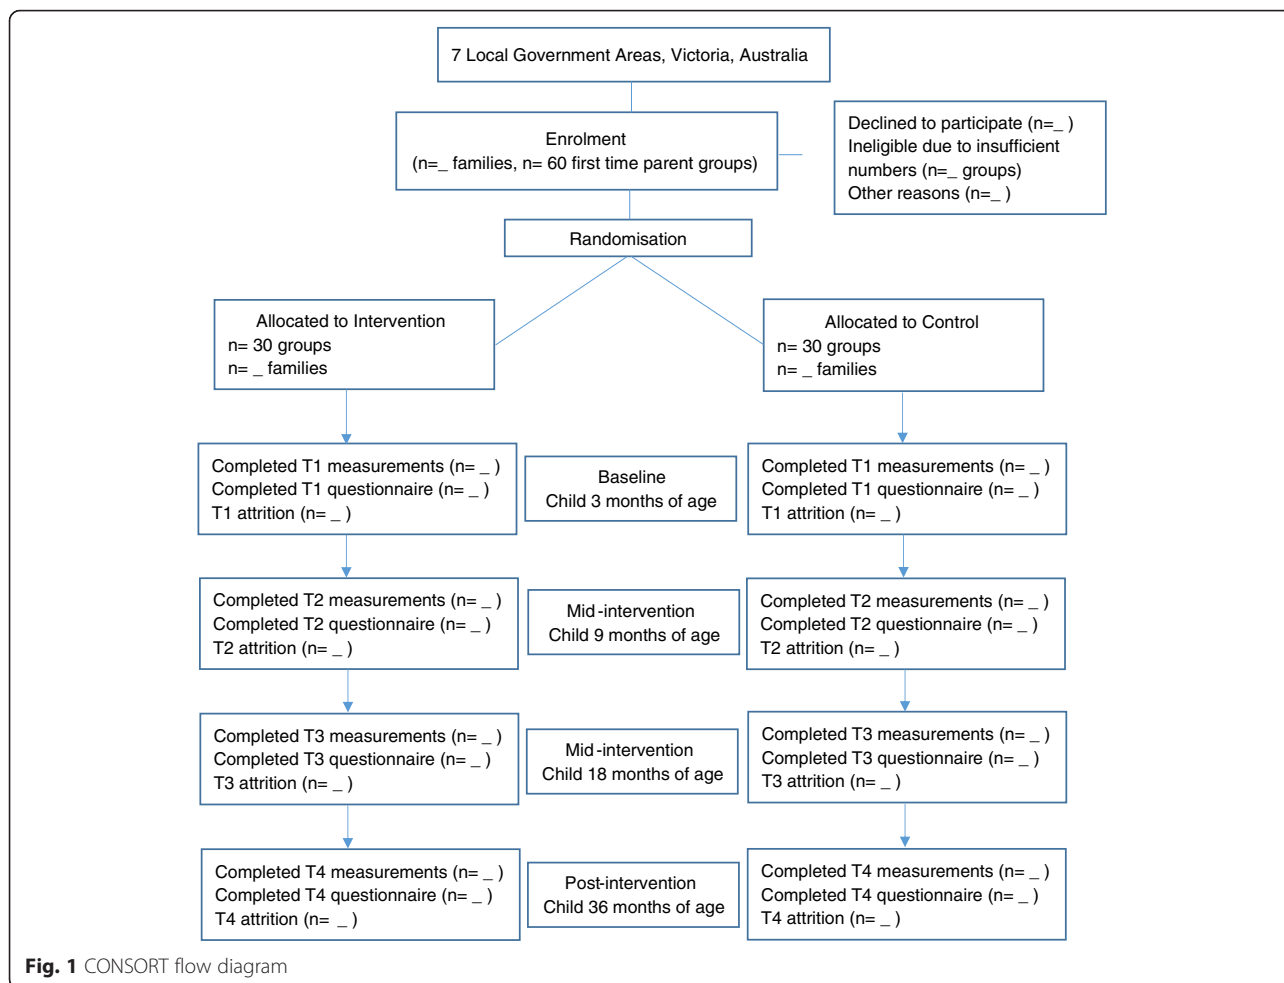 7 Local Government Areas, Victoria, Australia
Enrolment
(n=_ families, n= 60 first time parent groups)
Declined to participate (n=_ )
Ineligible due to insufficient
numbers (n=_ groups)
Other reasons (n=_ )
Randomisation
Allocated to Intervention
n= 30 groups
n= _ families
Allocated to Control
n= 30 groups
n= _ families
Completed T1 measurements (n= _ )
Completed T1 questionnaire (n= _ )
T1 attrition (n= _ )
Baseline
Child 3 months of age
Completed T1 measurements (n= _ )
Completed T1 questionnaire (n= _ )
T1 attrition (n= _ )
Completed T2 measurements (n= _ )
Completed T2 questionnaire (n= _ )
T2 attrition (n= _ )
Mid-intervention
Child 9 months of age
Completed T2 measurements (n= _ )
Completed T2 questionnaire (n= _ )
T2 attrition (n= _ )
Completed T3 measurements (n= _ )
Completed T3 questionnaire (n= _ )
T3 attrition (n= _ )
Mid-intervention
Child 18 months of age
Completed T3 measurements (n= _ )
Completed T3 questionnaire (n= _ )
T3 attrition (n= _ )
Completed T4 measurements (n= _ )
Completed T4 questionnaire (n= _ )
T4 attrition (n= _ )
Post-intervention
Child 36 months of age
Completed T4 measurements (n= _ )
Completed T4 questionnaire (n= _ )
T4 attrition (n= _ )
Fig. 1 CONSORT flow diagram